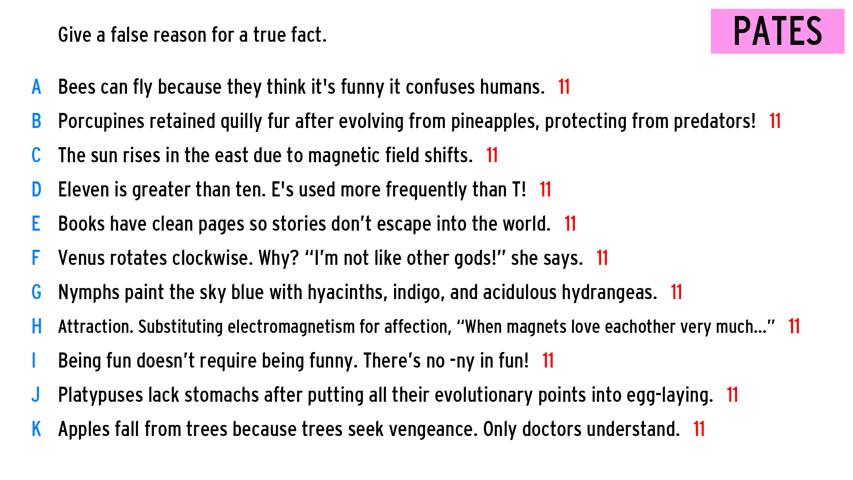 Give a false reason for a true fact.
PATES
A Bees can fly because they think it's funny it confuses humans. 11
B Porcupines retained quilly fur after evolving from pineapples, protecting from predators! 11
C The sun rises in the east due to magnetic field shifts. 11
D Eleven is greater than ten. E's used more frequently than T! 11
E Books have clean pages so stories don’t escape into the world. 11
F Venus rotates clockwise. Why? “I’m not like other gods!” she says. 11
G Nymphs paint the sky blue with hyacinths, indigo, and acidulous hydrangeas. 11
H Attraction. Substituting electromagnetism for affection, “When magnets love eachother very much...” 11
I Being fun doesn’t require being funny. There’s no -ny in fun! 11
J Platypuses lack stomachs after putting all their evolutionary points into egg-laying. 11
K Apples fall from trees because trees seek vengeance. Only doctors understand. 11